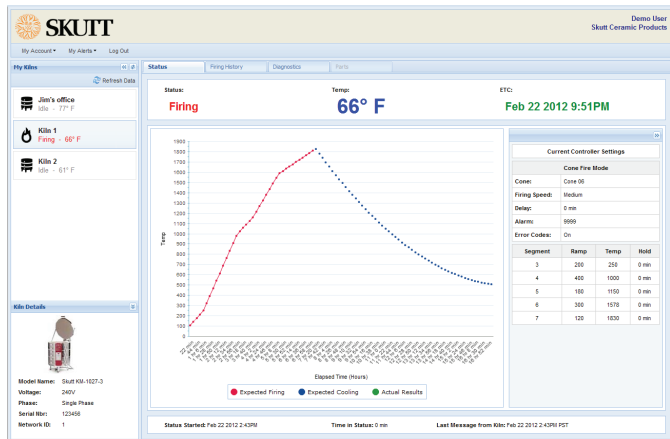 SKUTT
Demo User
Skutt Ceramic Products
My Account
My Alerts
Log Out
My Kilns
Refresh Data
Jim's office
Idle - 77° F
Kiln 1
Firing - 66° F
Kiln 2
Idle - 61° F
Kiln Details
Model Name: Skutt KM-1027-3
Voltage: 240V
Phase: Single Phase
Serial Nbr: 123456
Network ID: 1
Status
Firing History
Diagnostics
Parts
Status:
Firing
Temp:
66° F
ETC:
Feb 22 2012 9:51PM
Temp
1900
1800
1700
1600
1500
1400
1300
1200
1100
1000
900
800
700
600
500
400
300
200
100
0
22 min
Elapsed Time (Hours)
Expected Firing
Expected Cooling
Actual Results
Current Controller Settings
Cone Fire Mode
Cone: Cone 06
Firing Speed: Medium
Delay: 0 min
Alarm: 9999
Error Codes: On
Segment Ramp Temp Hold
3 200 250 0 min
4 400 1000 0 min
5 180 1150 0 min
6 300 1578 0 min
7 120 1830 0 min
Status Started: Feb 22 2012 2:43PM
Time in Status: 0 min
Last Message from Kiln: Feb 22 2012 2:43PM PST